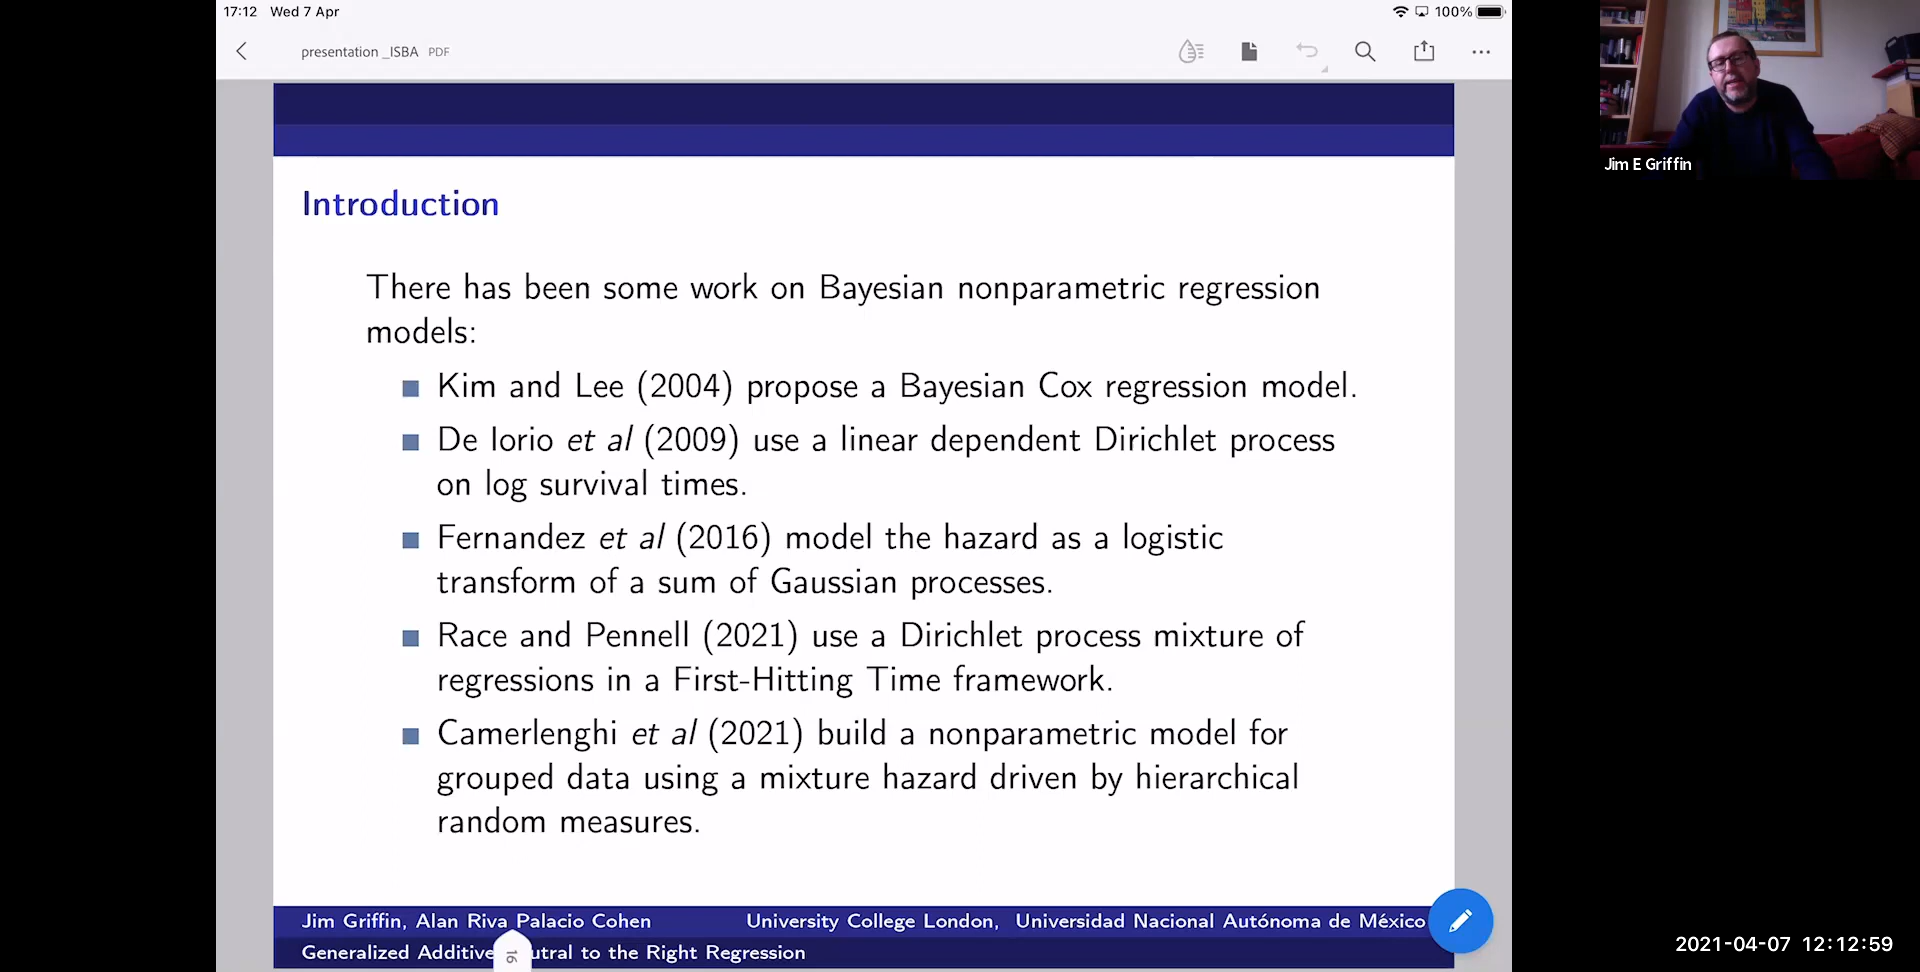 17:12 Wed 7 Apr
100%
presentation _ISBA PDF
Introduction
There has been some work on Bayesian nonparametric regression
models:
Kim and Lee (2004) propose a Bayesian Cox regression model.
De Iorio et al (2009) use a linear dependent Dirichlet process
on log survival times.
Fernandez et al (2016) model the hazard as a logistic
transform of a sum of Gaussian processes.
Race and Pennell (2021) use a Dirichlet process mixture of
regressions in a First-Hitting Time framework.
Camerlenghi et al (2021) build a nonparametric model for
grouped data using a mixture hazard driven by hierarchical
random measures.
Jim Griffin, Alan Riva Palacio Cohen University College London, Universidad Nacional Autónoma de México
Generalized Additive utral to the Right Regression
16
Jim E Griffin
2021-04-07 12:12:59